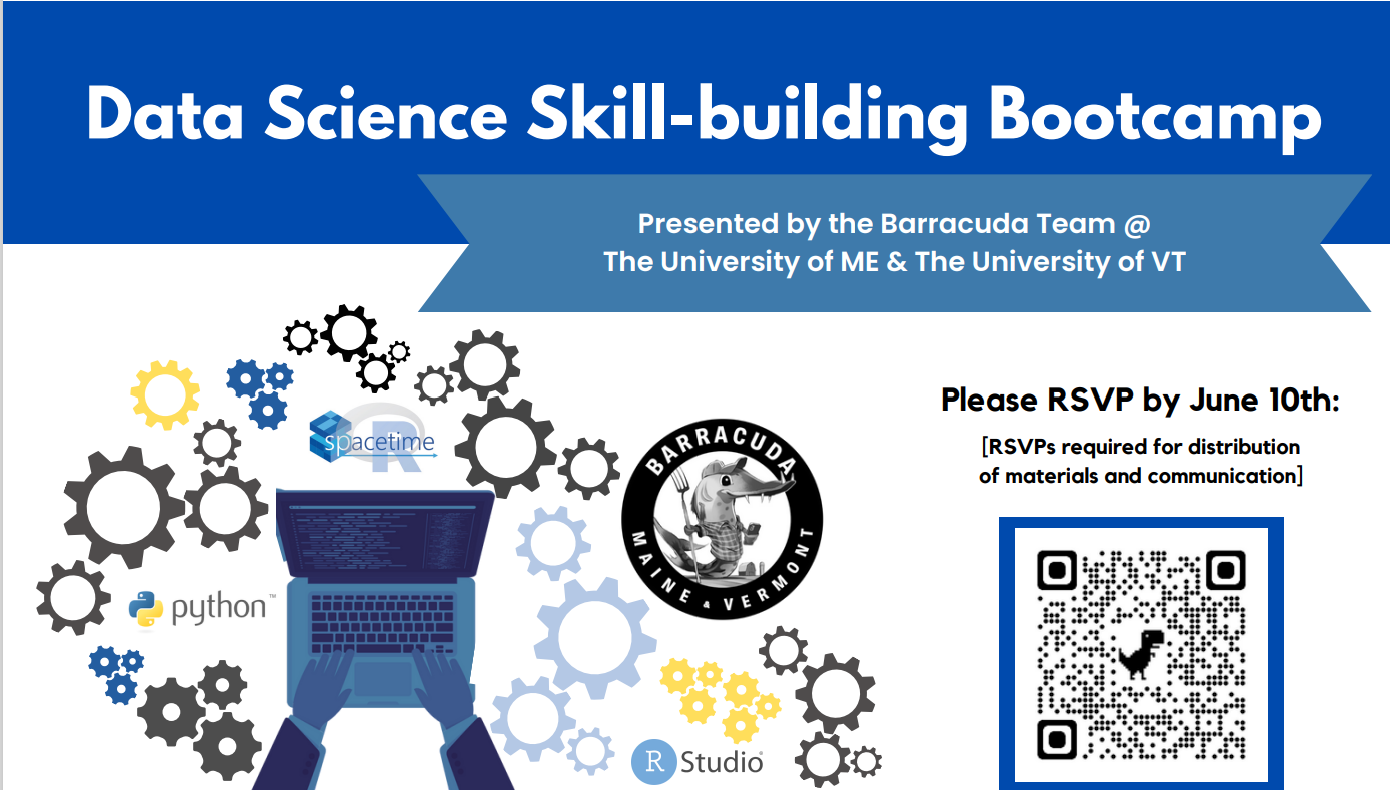 Data Science Skill-building Bootcamp
Presented by the Barracuda Team @
The University of ME & The University of VT
Please RSVP by June 10th:
[RSVPs required for distribution
of materials and communication]
spacetime
R
BARRACUDA
MAINE & VERMONT
python™
R Studio®